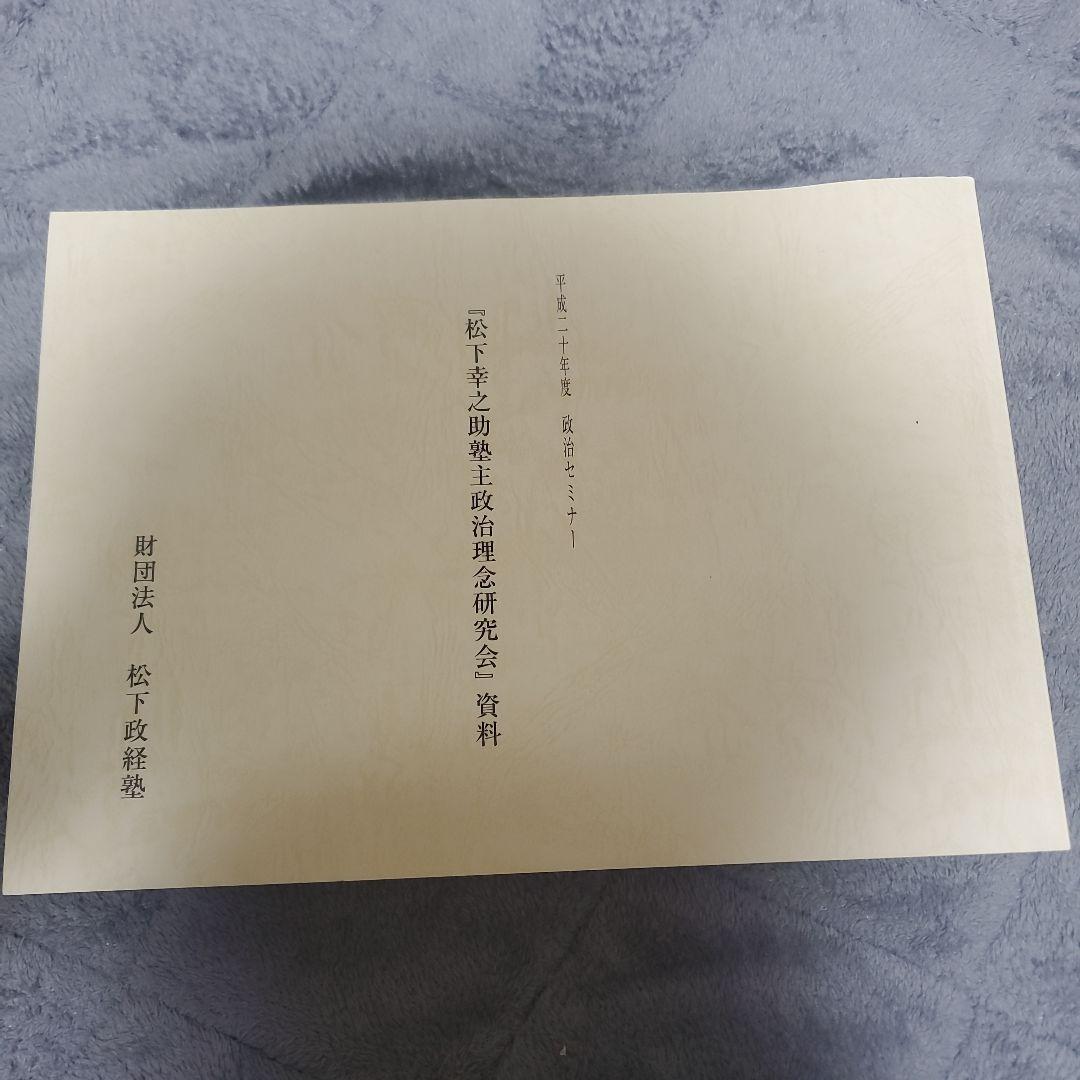 平成二十年度　政治セミナー
『松下幸之助塾主政治理念研究会』資料
財団法人　松下政経塾